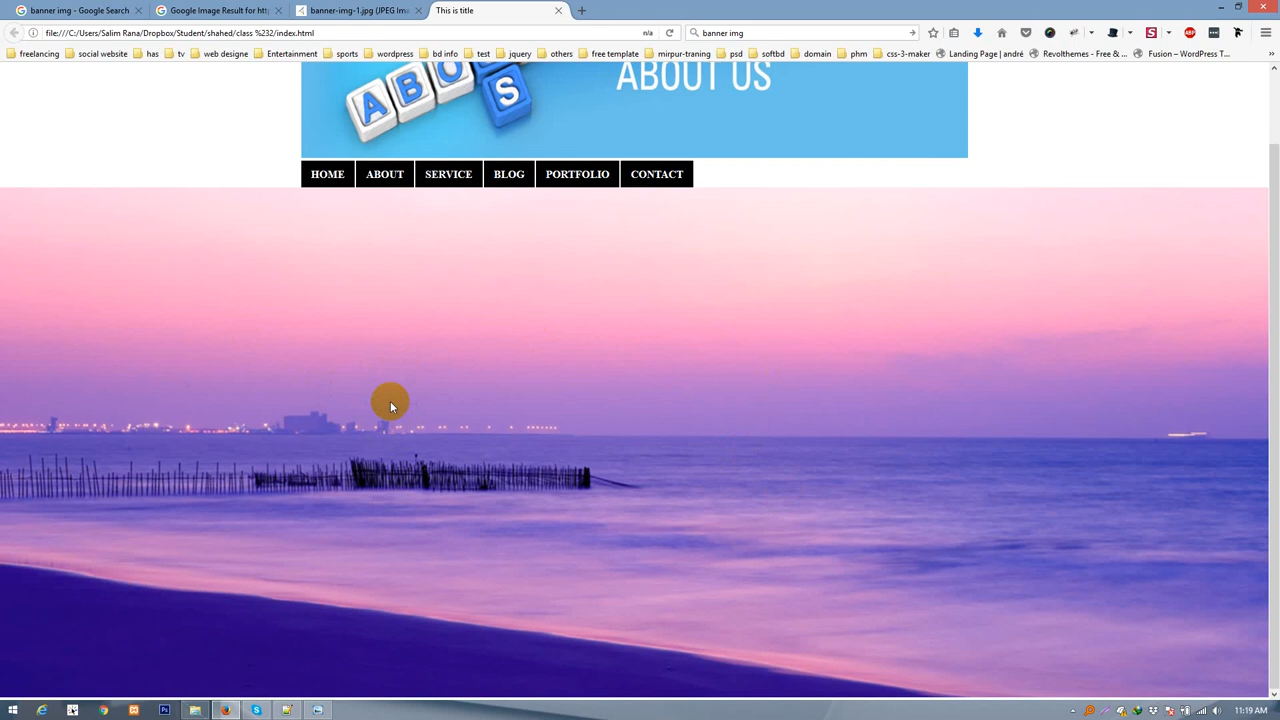 banner img - Google Search
Google Image Result for htt
banner-img-1.jpg (JPEG Ima
This is title
file:///C:/Users/Salim Rana/Dropbox/Student/shahed/class %232/index.html
n/a
banner img
freelancing
social website
has
tv
web designe
Entertainment
sports
wordpress
bd info
test
jquery
others
free template
mirpur-traning
psd
softbd
domain
phm
css-3-maker
Landing Page | andré
Revolthemes - Free & ...
Fusion – WordPress T...
ABO
S
ABOUT US
HOME
ABOUT
SERVICE
BLOG
PORTFOLIO
CONTACT
11:19 AM